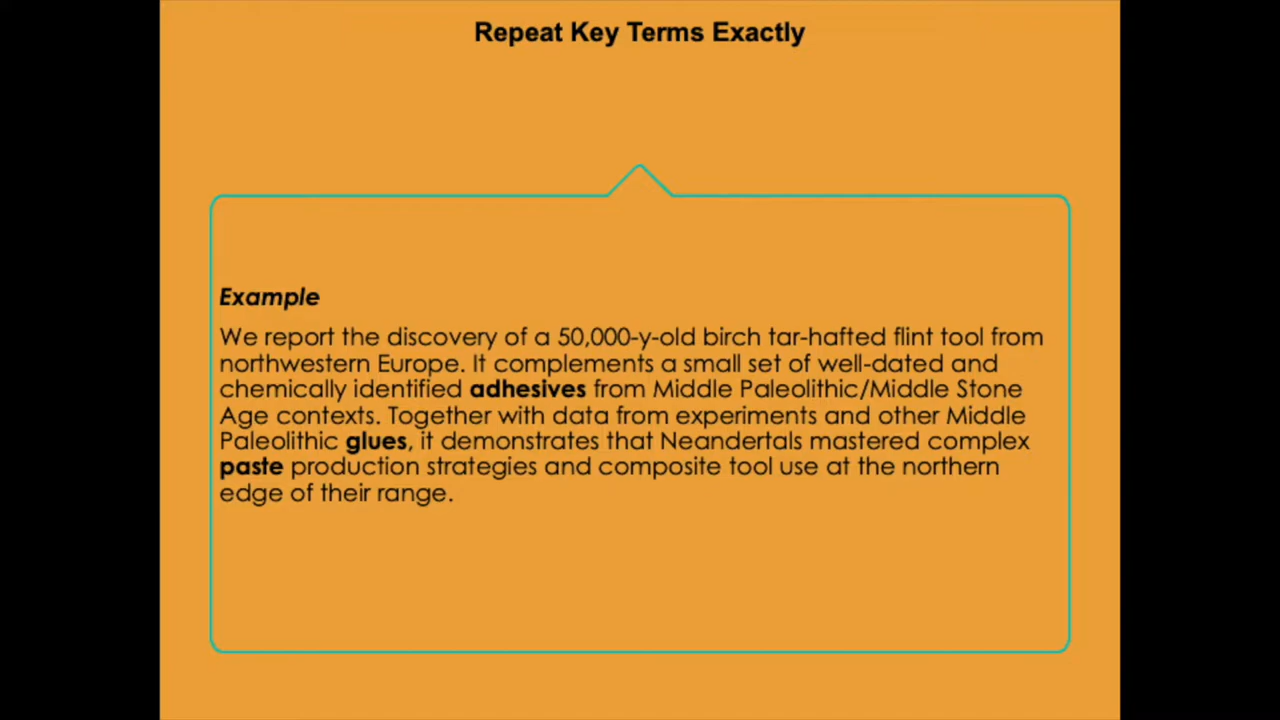 Repeat Key Terms Exactly
Example
We report the discovery of a 50,000-y-old birch tar-hafted flint tool from
northwestern Europe. It complements a small set of well-dated and
chemically identified adhesives from Middle Paleolithic/Middle Stone
Age contexts. Together with data from experiments and other Middle
Paleolithic glues, it demonstrates that Neandertals mastered complex
paste production strategies and composite tool use at the northern
edge of their range.